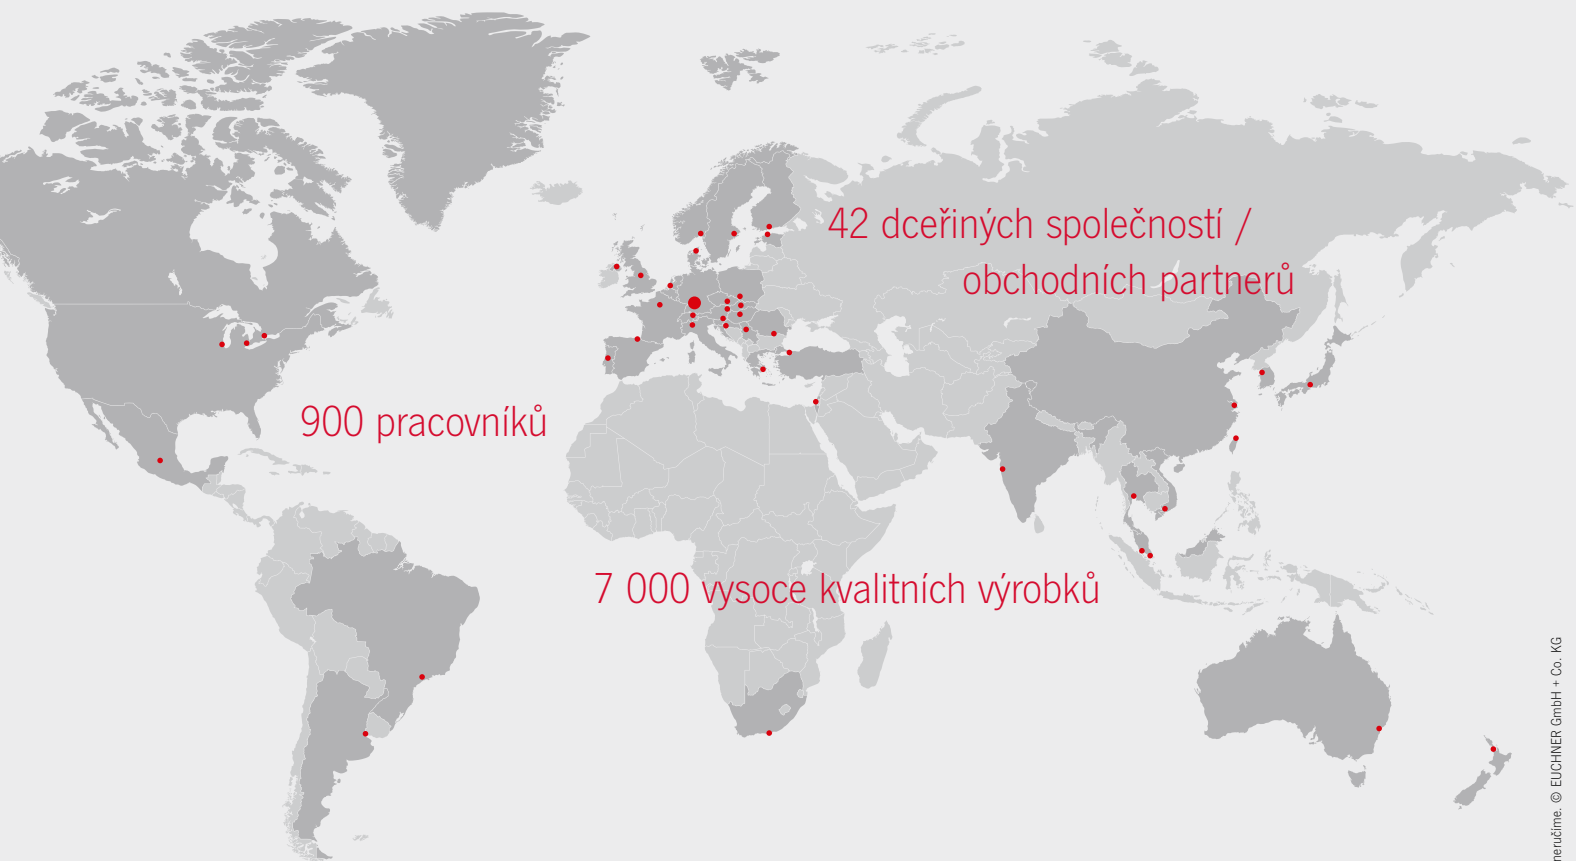 42 dceřiných společností /
obchodních partnerů
900 pracovníků
7 000 vysoce kvalitních výrobků
neručíme. © EUCHNER GmbH + Co. KG